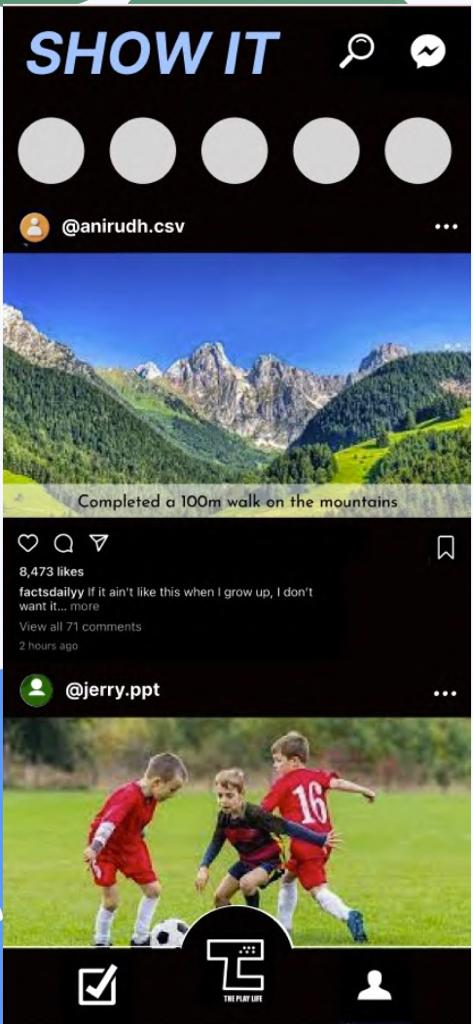 SHOW IT
@anirudh.csv
Completed a 100m walk on the mountains
8,473 likes
factsdailyy If it ain't like this when I grow up, I don't
want it... more
View all 71 comments
2 hours ago
@jerry.ppt
16
THE PLAY LIFE